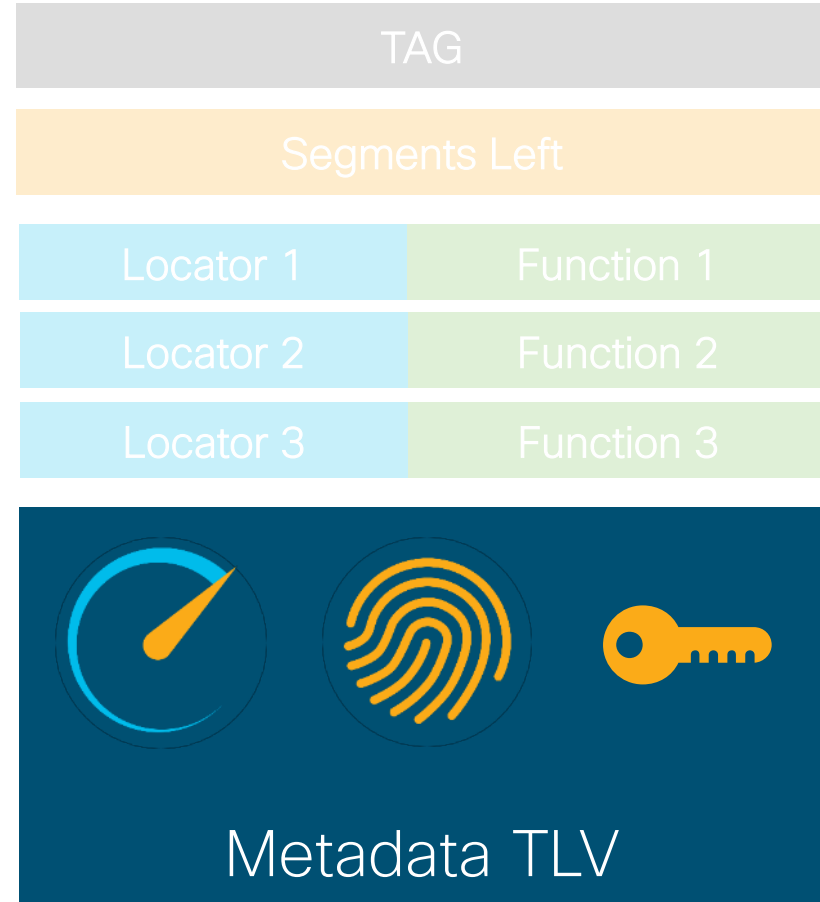 TAG
Segments Left
Locator 1 Function 1
Locator 2 Function 2
Locator 3 Function 3
Metadata TLV